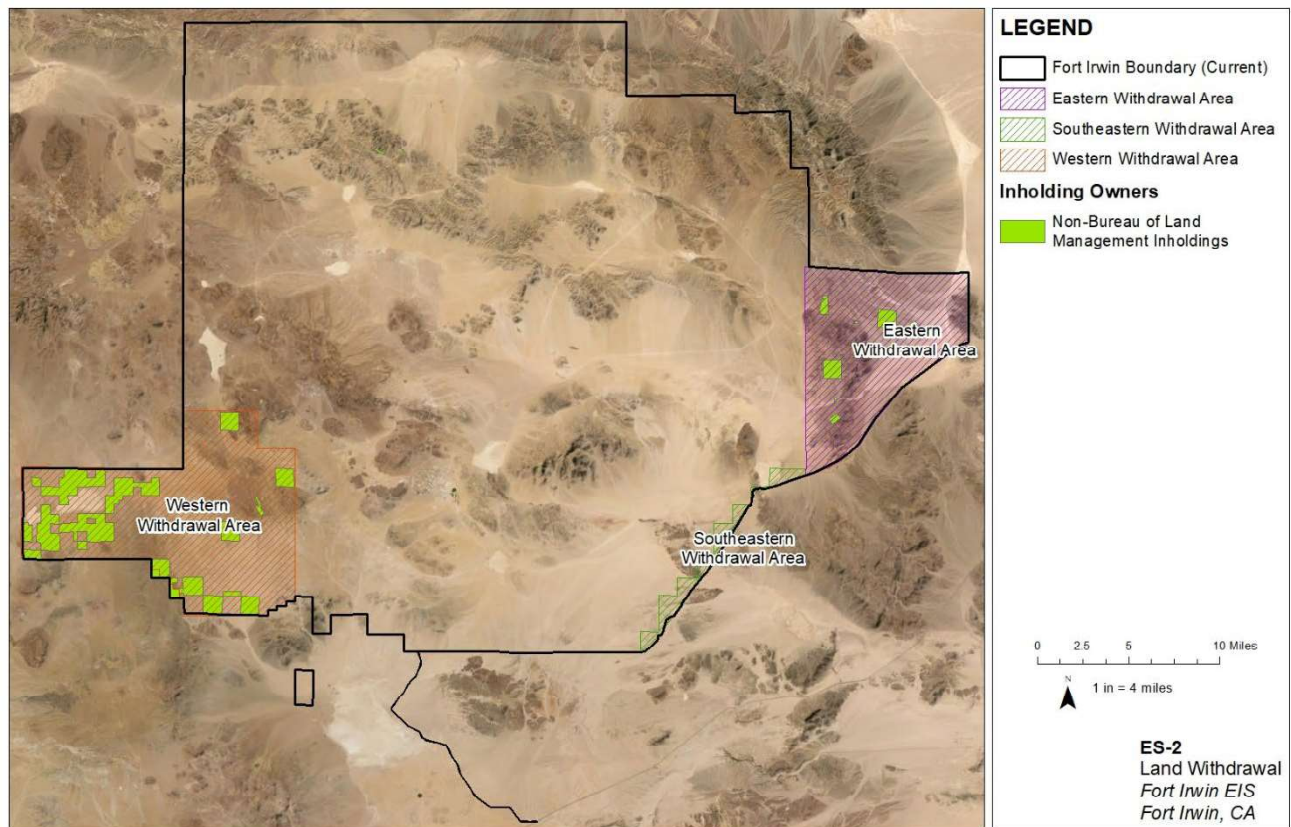 Eastern
Withdrawal Area
Western
Withdrawal Area
Southeastern
Withdrawal Area
LEGEND
Fort Irwin Boundary (Current)
Eastern Withdrawal Area
Southeastern Withdrawal Area
Western Withdrawal Area
Inholding Owners
Non-Bureau of Land
Management Inholdings
0 2.5 5 10 Miles
N
1 in = 4 miles
ES-2
Land Withdrawal
Fort Irwin EIS
Fort Irwin, CA